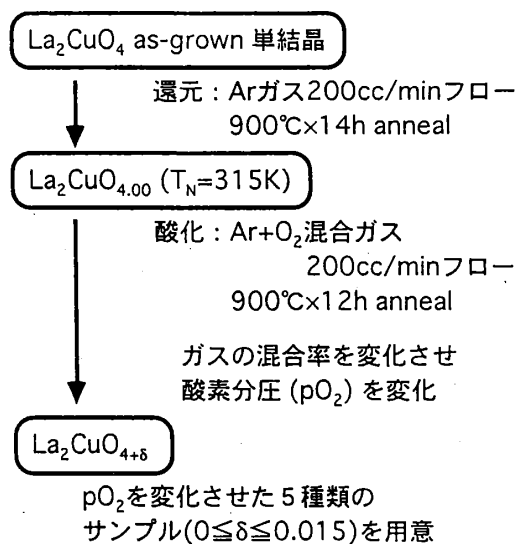 La₂CuO₄ as-grown 単結晶
還元：Arガス200cc/minフロー
900℃×14h anneal
La₂CuO₄.₀₀ (T_N=315K)
酸化：Ar+O₂混合ガス
200cc/minフロー
900℃×12h anneal
ガスの混合率を変化させ
酸素分圧 (pO₂) を変化
La₂CuO₄₊δ
pO₂を変化させた５種類の
サンプル(0≦δ≦0.015)を用意